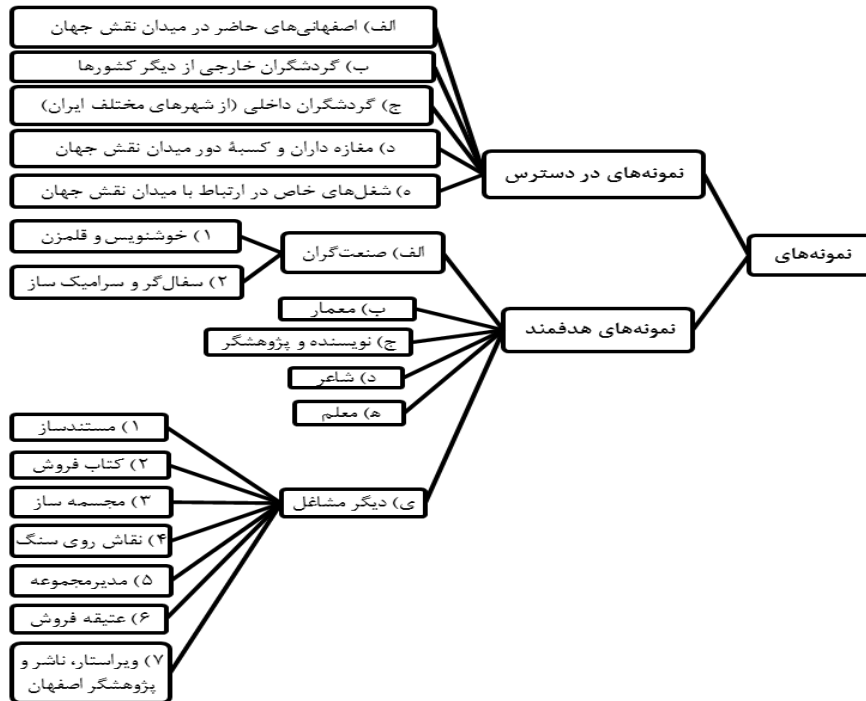 نمونه‌های
نمونه‌های در دسترس
الف) اصفهانی‌های حاضر در میدان نقش جهان
ب) گردشگران خارجی از دیگر کشورها
ج) گردشگران داخلی (از شهرهای مختلف ایران)
د) مغازه داران و کسبهٔ دور میدان نقش جهان
ه) شغل‌های خاص در ارتباط با میدان نقش جهان
نمونه‌های هدفمند
الف) صنعت‌گران
۱) خوشنویس و قلمزن
۲) سفال‌گر و سرامیک ساز
ب) معمار
ج) نویسنده و پژوهشگر
د) شاعر
ه) معلم
ی) دیگر مشاغل
۱) مستندساز
۲) کتاب فروش
۳) مجسمه ساز
۴) نقاش روی سنگ
۵) مدیرمجموعه
۶) عتیقه فروش
۷) ویراستار، ناشر و
پژوهشگر اصفهان